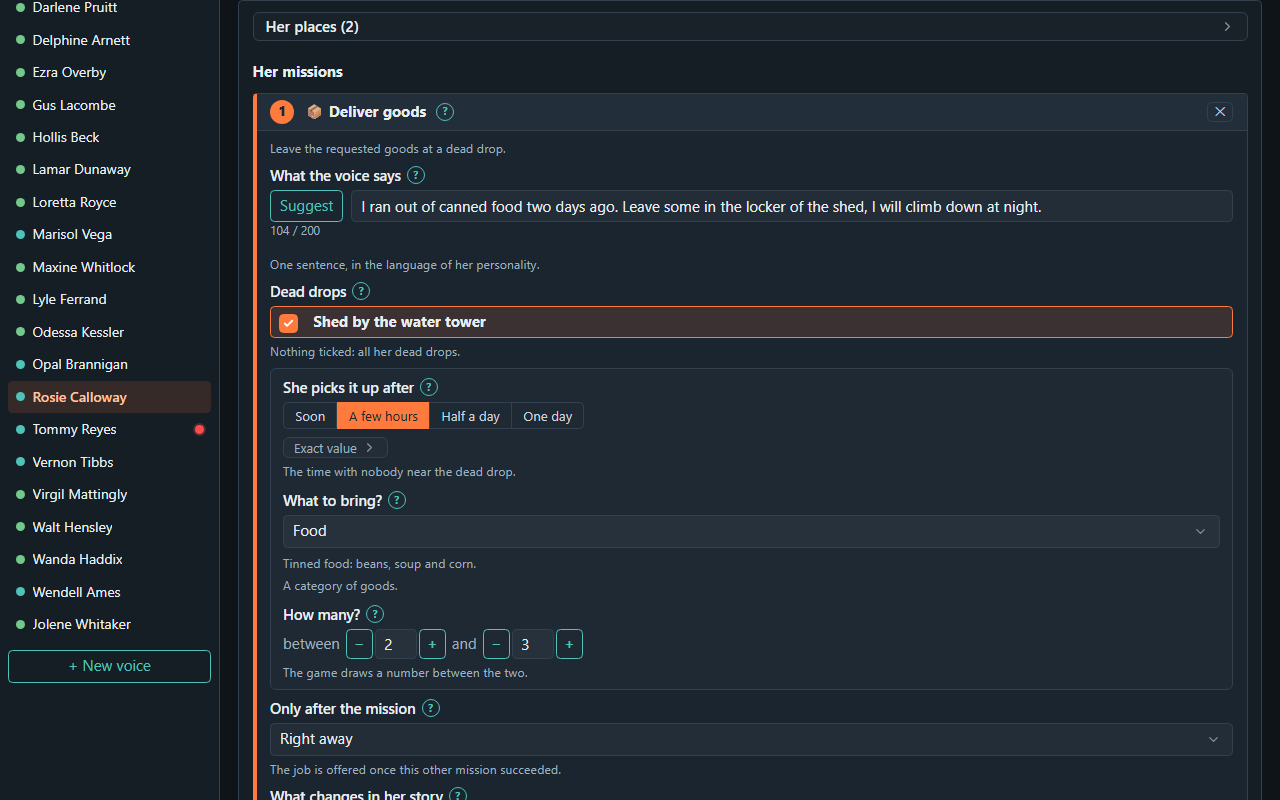 Darlene Pruitt
Delphine Arnett
Ezra Overby
Gus Lacombe
Hollis Beck
Lamar Dunaway
Loretta Royce
Marisol Vega
Maxine Whitlock
Lyle Ferrand
Odessa Kessler
Opal Brannigan
Rosie Calloway
Tommy Reyes
Vernon Tibbs
Virgil Mattingly
Walt Hensley
Wanda Haddix
Wendell Ames
Jolene Whitaker
+ New voice
Her places (2)
Her missions
1 Deliver goods ?
Leave the requested goods at a dead drop.
What the voice says ?
Suggest I ran out of canned food two days ago. Leave some in the locker of the shed, I will climb down at night.
104 / 200
One sentence, in the language of her personality.
Dead drops ?
Shed by the water tower
Nothing ticked: all her dead drops.
She picks it up after ?
Soon A few hours Half a day One day
Exact value
The time with nobody near the dead drop.
What to bring? ?
Food
Tinned food: beans, soup and corn.
A category of goods.
How many? ?
between − 2 + and − 3 +
The game draws a number between the two.
Only after the mission ?
Right away
The job is offered once this other mission succeeded.
What changes in her story ?